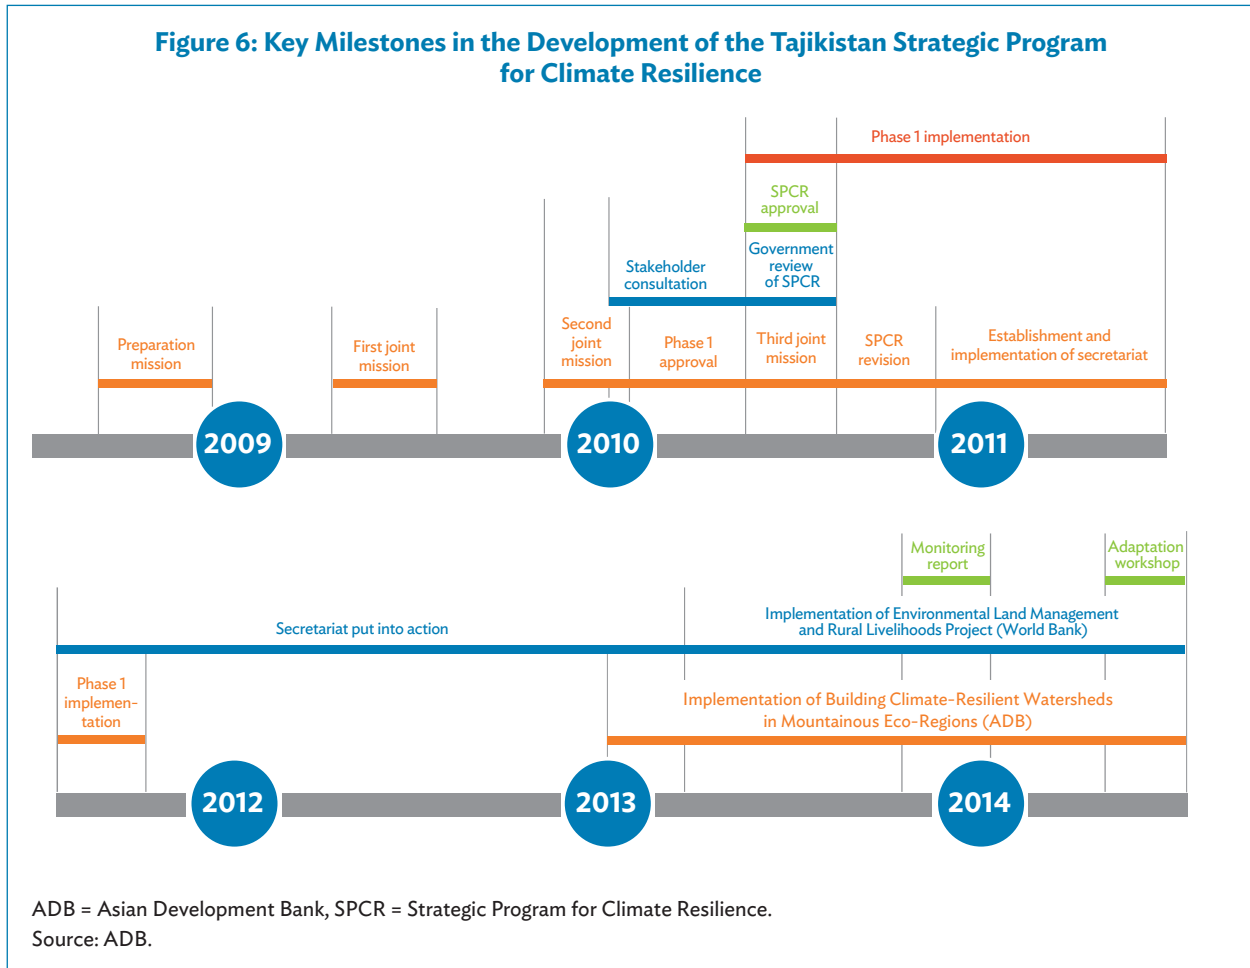 Figure 6: Key Milestones in the Development of the Tajikistan Strategic Program
for Climate Resilience
Phase 1 implementation
SPCR
approval
Stakeholder
consultation
Government
review
of SPCR
Preparation
mission
First joint
mission
Second
joint
mission
Phase 1
approval
Third joint
mission
SPCR
revision
Establishment and
implementation of secretariat
2009
2010
2011
Monitoring
report
Adaptation
workshop
Secretariat put into action
Implementation of Environmental Land Management
and Rural Livelihoods Project (World Bank)
Phase 1
implemen-
tation
Implementation of Building Climate-Resilient Watersheds
in Mountainous Eco-Regions (ADB)
2012
2013
2014
ADB = Asian Development Bank, SPCR = Strategic Program for Climate Resilience.
Source: ADB.